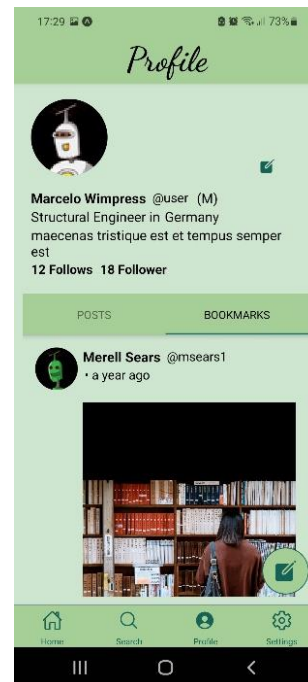 17:29 73%
Profile
Marcelo Wimpress @user (M)
Structural Engineer in Germany
maecenas tristique est et tempus semper
est
12 Follows 18 Follower
POSTS BOOKMARKS
Merell Sears @msears1
• a year ago
Home Search Profile Settings